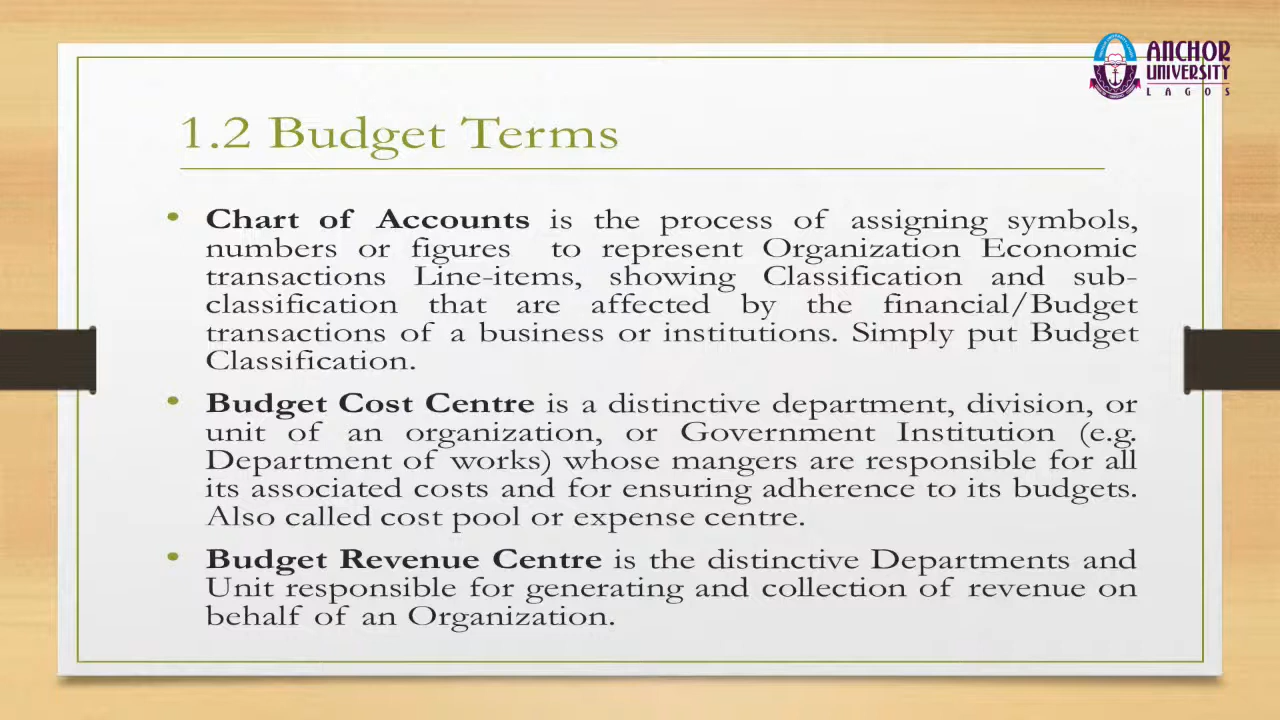 ANCHOR
UNIVERSITY
LAGOS
1.2 Budget Terms
• Chart of Accounts is the process of assigning symbols,
numbers or figures to represent Organization Economic
transactions Line-items, showing Classification and sub-
classification that are affected by the financial/Budget
transactions of a business or institutions. Simply put Budget
Classification.
• Budget Cost Centre is a distinctive department, division, or
unit of an organization, or Government Institution (e.g.
Department of works) whose mangers are responsible for all
its associated costs and for ensuring adherence to its budgets.
Also called cost pool or expense centre.
• Budget Revenue Centre is the distinctive Departments and
Unit responsible for generating and collection of revenue on
behalf of an Organization.